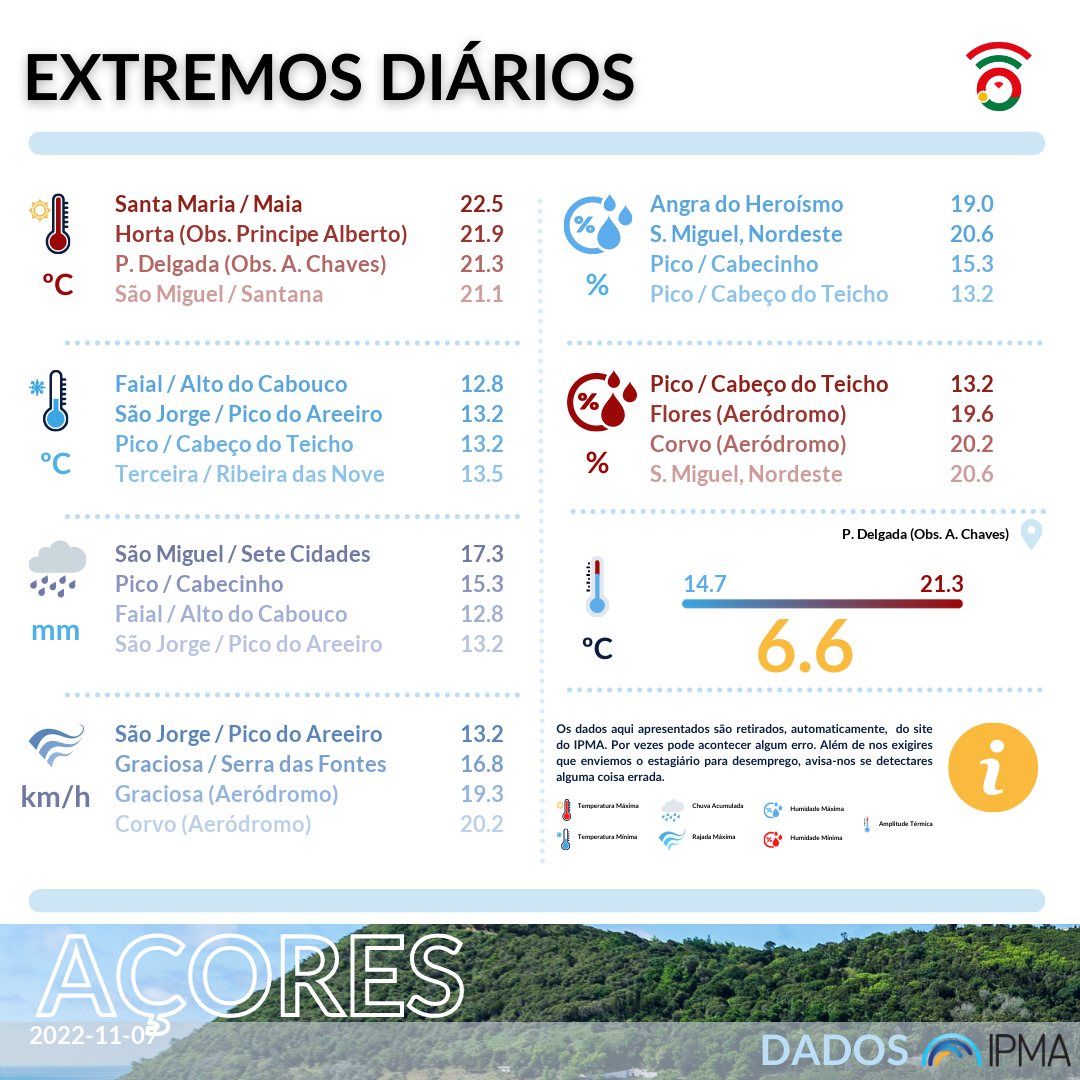 EXTREMOS DIÁRIOS
Santa Maria / Maia 22.5
Horta (Obs. Principe Alberto) 21.9
P. Delgada (Obs. A. Chaves) 21.3
São Miguel / Santana 21.1
ºC
Faial / Alto do Cabouco 12.8
São Jorge / Pico do Areeiro 13.2
Pico / Cabeço do Teicho 13.2
Terceira / Ribeira das Nove 13.5
ºC
São Miguel / Sete Cidades 17.3
Pico / Cabecinho 15.3
Faial / Alto do Cabouco 12.8
São Jorge / Pico do Areeiro 13.2
mm
São Jorge / Pico do Areeiro 13.2
Graciosa / Serra das Fontes 16.8
Graciosa (Aeródromo) 19.3
Corvo (Aeródromo) 20.2
km/h
%
Angra do Heroísmo 19.0
S. Miguel, Nordeste 20.6
Pico / Cabecinho 15.3
Pico / Cabeço do Teicho 13.2
%
%
Pico / Cabeço do Teicho 13.2
Flores (Aeródromo) 19.6
Corvo (Aeródromo) 20.2
S. Miguel, Nordeste 20.6
%
P. Delgada (Obs. A. Chaves)
14.7 21.3
6.6
ºC
Os dados aqui apresentados são retirados, automaticamente, do site
do IPMA. Por vezes pode acontecer algum erro. Além de nos exigires
que enviemos o estagiário para desemprego, avisa-nos se detectares
alguma coisa errada.
i
Temperatura Máxima Chuva Acumulada Humidade Máxima
Amplitude Térmica
Temperatura Mínima Rajada Máxima Humidade Mínima
AÇORES
2022-11-07
DADOS IPMA